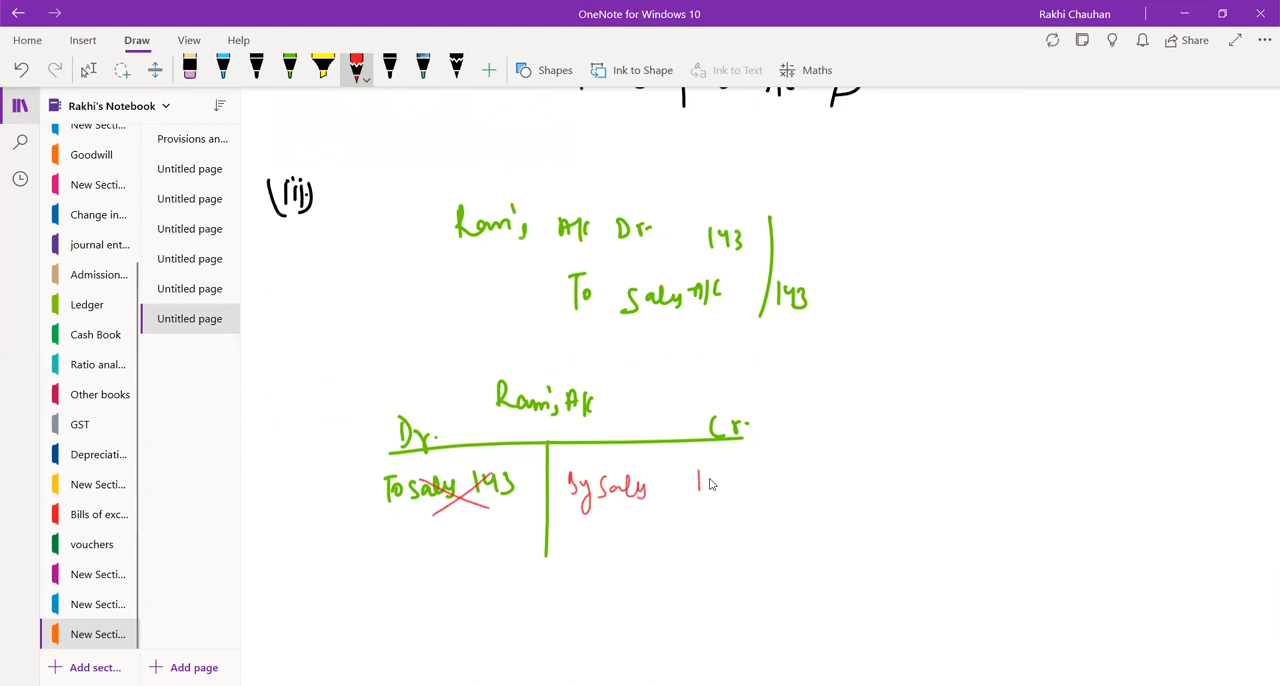 OneNote for Windows 10
Rakhi Chauhan
Home Insert Draw View Help
Share
Shapes Ink to Shape Ink to Text Maths
Rakhi's Notebook
New Secti...
Goodwill
New Secti...
Change in...
journal ent...
Admission...
Ledger
Cash Book
Ratio anal...
Other books
GST
Depreciati...
New Secti...
Bills of exc...
vouchers
New Secti...
New Secti...
New Secti...
Add sect...
Provisions an...
Untitled page
Untitled page
Untitled page
Untitled page
Untitled page
Untitled page
Add page
Ram's A/c Dr. 143
To Sales A/c 143
Ram's A/c
Dr. Cr.
To Sales 143 By Sales 1